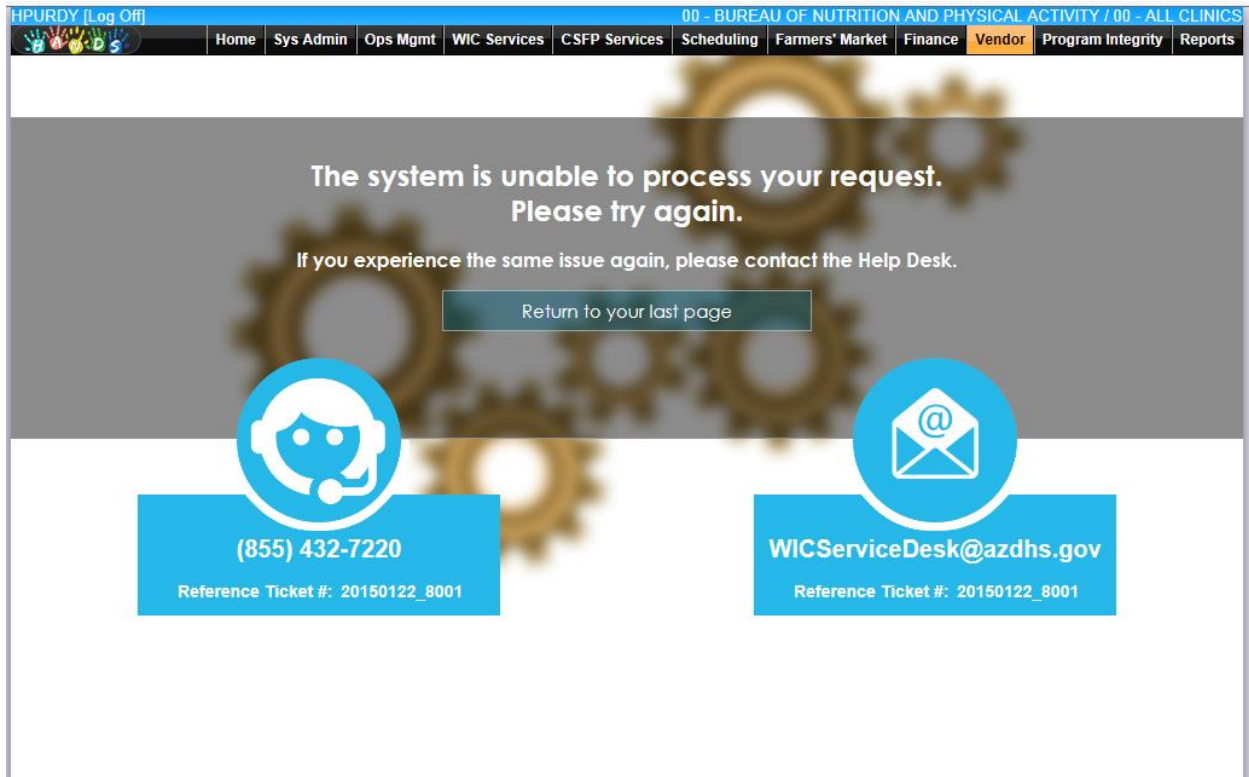 HPURDY [Log Off] 00 - BUREAU OF NUTRITION AND PHYSICAL ACTIVITY / 00 - ALL CLINICS
HANDS Home Sys Admin Ops Mgmt WIC Services CSFP Services Scheduling Farmers' Market Finance Vendor Program Integrity Reports
The system is unable to process your request.
Please try again.
If you experience the same issue again, please contact the Help Desk.
Return to your last page
@
(855) 432-7220
Reference Ticket #: 20150122_8001
WICServiceDesk@azdhs.gov
Reference Ticket #: 20150122_8001